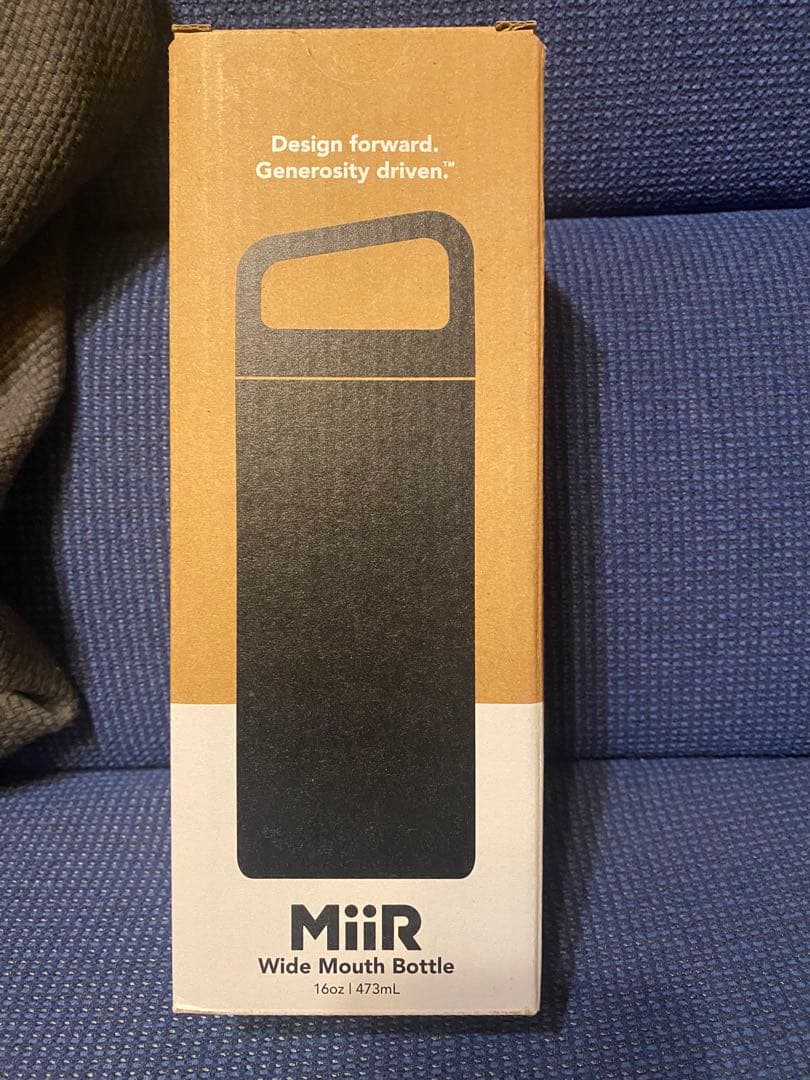 Design forward.
Generosity driven.™
MiiR
Wide Mouth Bottle
16oz | 473mL